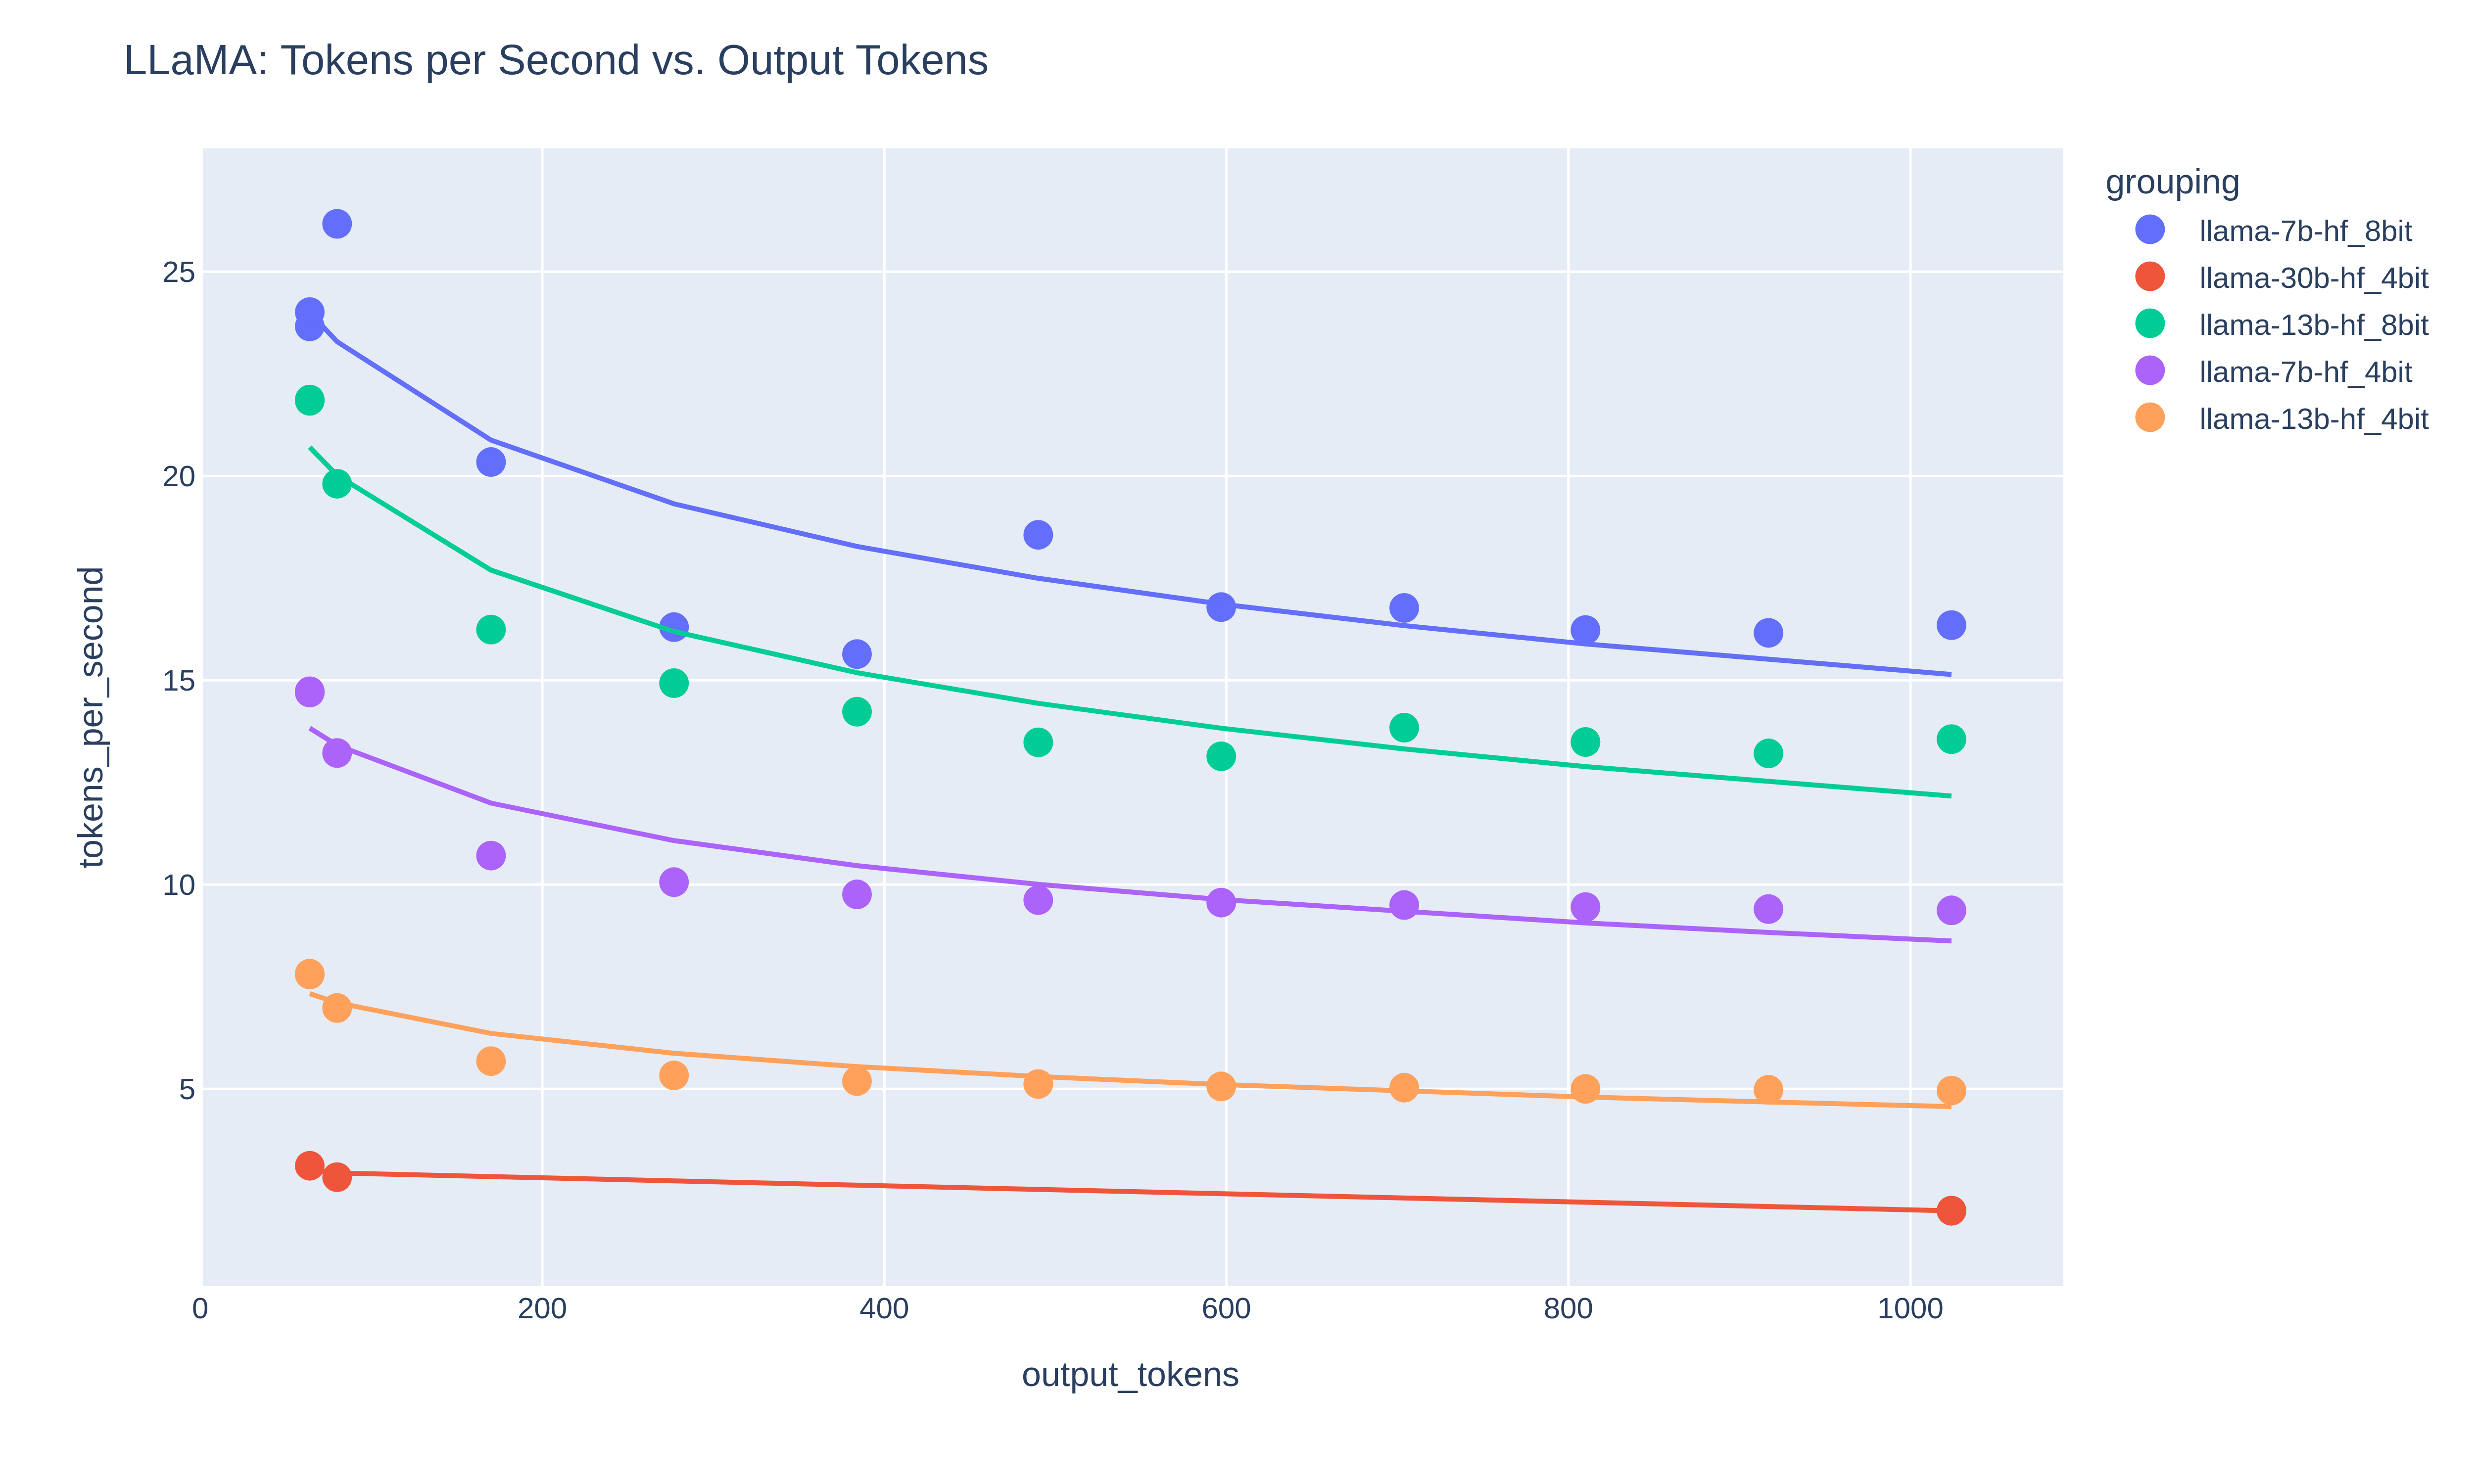 LLaMA: Tokens per Second vs. Output Tokens
grouping
llama-7b-hf_8bit
llama-30b-hf_4bit
llama-13b-hf_8bit
llama-7b-hf_4bit
llama-13b-hf_4bit
tokens_per_second
25
20
15
10
5
0
200
400
600
800
1000
output_tokens